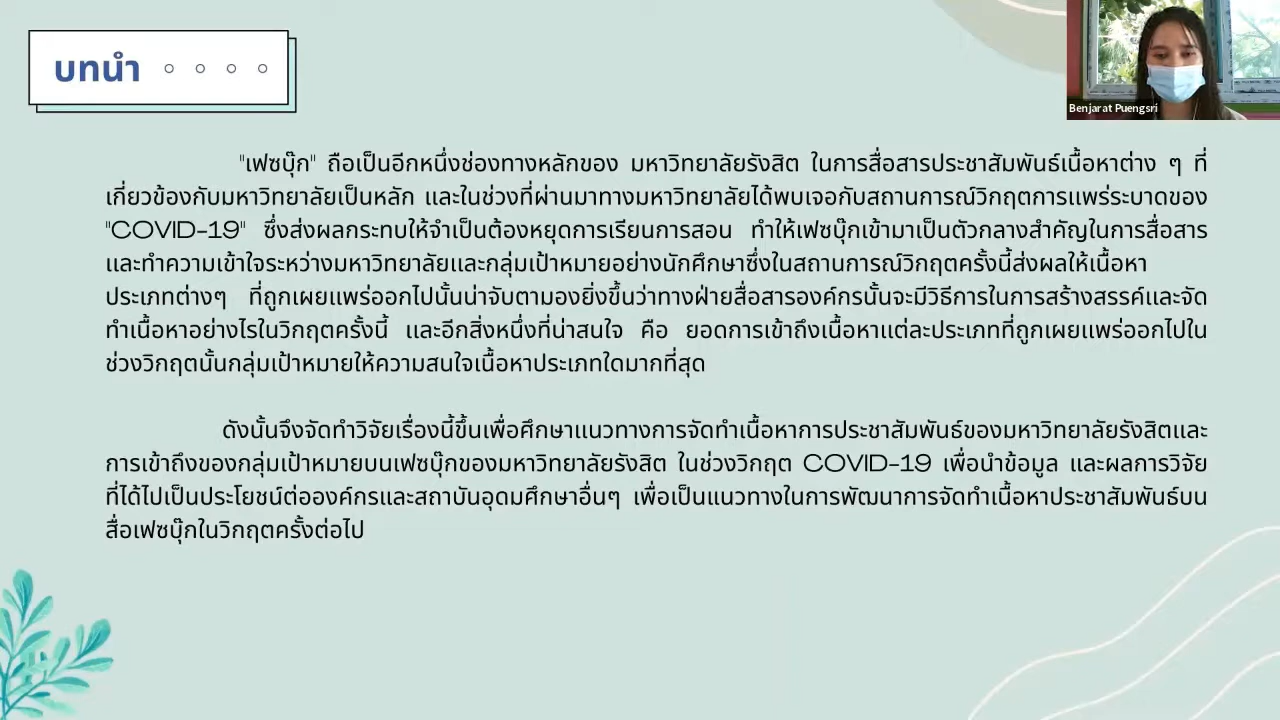 บทนำ
Benjarat Puengsri
"เฟซบุ๊ก" ถือเป็นอีกหนึ่งช่องทางหลักของ มหาวิทยาลัยรังสิต ในการสื่อสารประชาสัมพันธ์เนื้อหาต่าง ๆ ที่
เกี่ยวข้องกับมหาวิทยาลัยเป็นหลัก และในช่วงที่ผ่านมาทางมหาวิทยาลัยได้พบเจอกับสถานการณ์วิกฤตการแพร่ระบาดของ
"COVID-19" ซึ่งส่งผลกระทบให้จำเป็นต้องหยุดการเรียนการสอน ทำให้เฟซบุ๊กเข้ามาเป็นตัวกลางสำคัญในการสื่อสาร
และทำความเข้าใจระหว่างมหาวิทยาลัยและกลุ่มเป้าหมายอย่างนักศึกษาซึ่งในสถานการณ์วิกฤตครั้งนี้ส่งผลให้เนื้อหา
ประเภทต่างๆ ที่ถูกเผยแพร่ออกไปนั้นน่าจับตามองยิ่งขึ้นว่าทางฝ่ายสื่อสารองค์กรนั้นจะมีวิธีการในการสร้างสรรค์และจัด
ทำเนื้อหาอย่างไรในวิกฤตครั้งนี้ และอีกสิ่งหนึ่งที่น่าสนใจ คือ ยอดการเข้าถึงเนื้อหาแต่ละประเภทที่ถูกเผยแพร่ออกไปใน
ช่วงวิกฤตนั้นกลุ่มเป้าหมายให้ความสนใจเนื้อหาประเภทใดมากที่สุด
ดังนั้นจึงจัดทำวิจัยเรื่องนี้ขึ้นเพื่อศึกษาแนวทางการจัดทำเนื้อหาการประชาสัมพันธ์ของมหาวิทยาลัยรังสิตและ
การเข้าถึงของกลุ่มเป้าหมายบนเฟซบุ๊กของมหาวิทยาลัยรังสิต ในช่วงวิกฤต COVID-19 เพื่อนำข้อมูล และผลการวิจัย
ที่ได้ไปเป็นประโยชน์ต่อองค์กรและสถาบันอุดมศึกษาอื่นๆ เพื่อเป็นแนวทางในการพัฒนาการจัดทำเนื้อหาประชาสัมพันธ์บน
สื่อเฟซบุ๊กในวิกฤตครั้งต่อไป